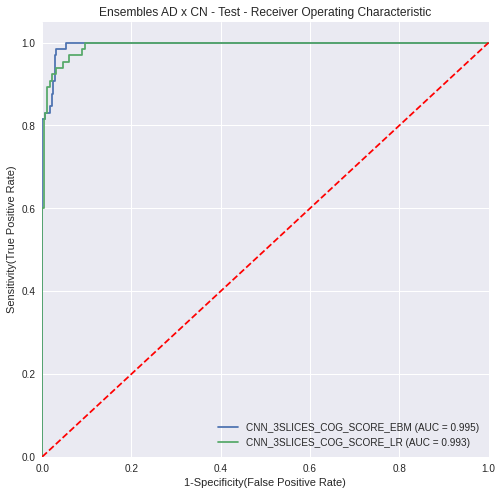 Ensembles AD x CN - Test - Receiver Operating Characteristic
Sensitivity(True Positive Rate)
1.0
0.8
0.6
0.4
0.2
0.0
CNN_3SLICES_COG_SCORE_EBM (AUC = 0.995)
CNN_3SLICES_COG_SCORE_LR (AUC = 0.993)
0.0 0.2 0.4 0.6 0.8 1.0
1-Specificity(False Positive Rate)